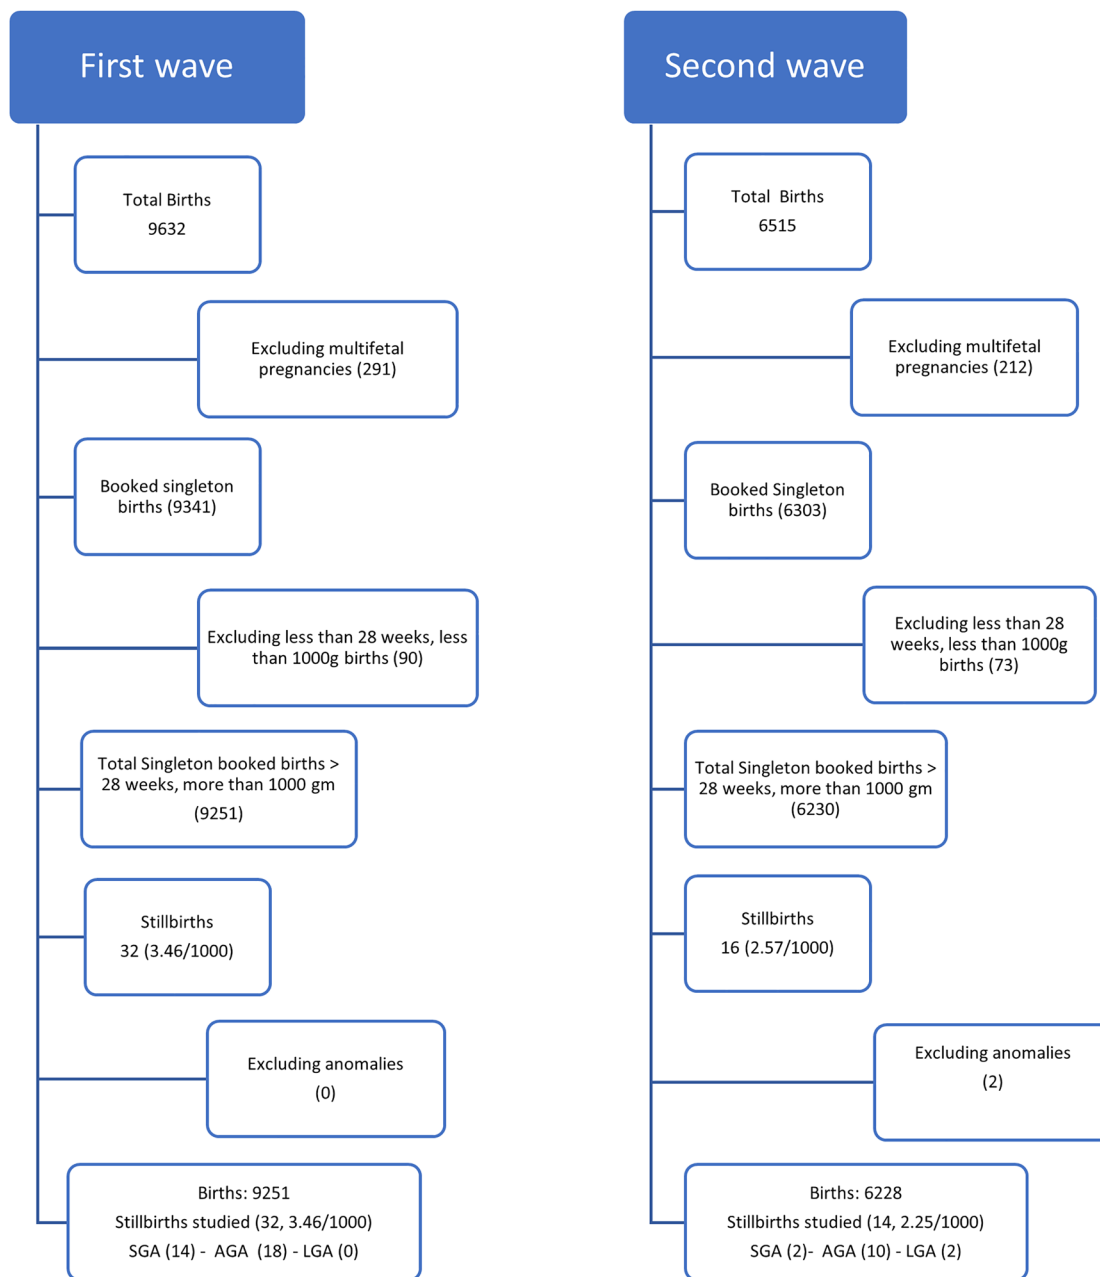 First wave
Total Births
9632
Excluding multifetal
pregnancies (291)
Booked singleton
births (9341)
Excluding less than 28 weeks, less
than 1000g births (90)
Total Singleton booked births >
28 weeks, more than 1000 gm
(9251)
Stillbirths
32 (3.46/1000)
Excluding anomalies
(0)
Births: 9251
Stillbirths studied (32, 3.46/1000)
SGA (14) - AGA (18) - LGA (0)
Second wave
Total Births
6515
Excluding multifetal
pregnancies (212)
Booked Singleton
births (6303)
Excluding less than 28
weeks, less than 1000g
births (73)
Total Singleton booked births >
28 weeks, more than 1000 gm
(6230)
Stillbirths
16 (2.57/1000)
Excluding anomalies
(2)
Births: 6228
Stillbirths studied (14, 2.25/1000)
SGA (2)- AGA (10) - LGA (2)